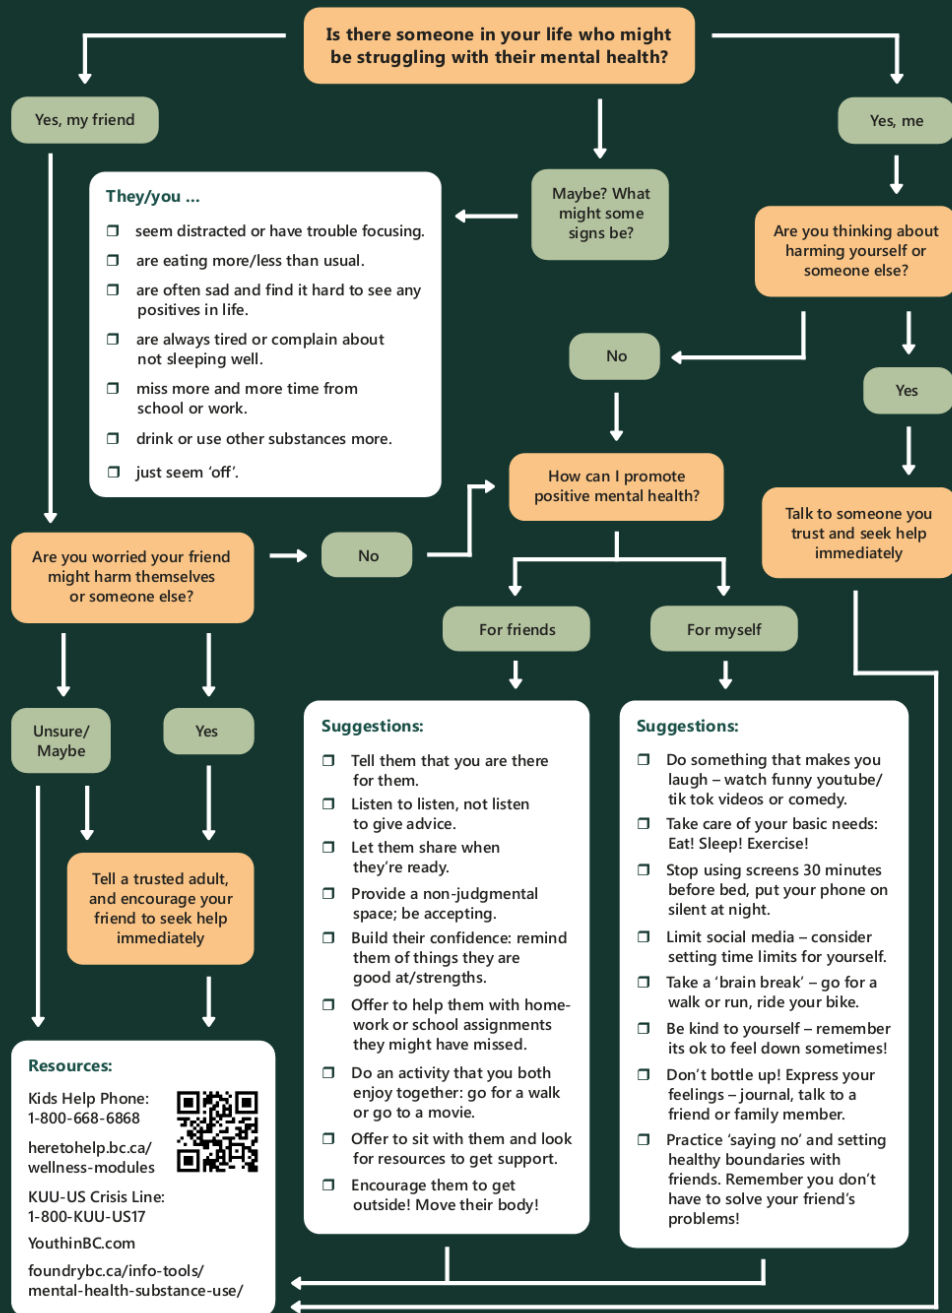 Is there someone in your life who might
be struggling with their mental health?
Yes, my friend
Maybe? What
might some
signs be?
Yes, me
They/you ...
❒ seem distracted or have trouble focusing.
❒ are eating more/less than usual.
❒ are often sad and find it hard to see any
positives in life.
❒ are always tired or complain about
not sleeping well.
❒ miss more and more time from
school or work.
❒ drink or use other substances more.
❒ just seem ‘off’.
Are you thinking about
harming yourself or
someone else?
No
Yes
How can I promote
positive mental health?
Talk to someone you
trust and seek help
immediately
Are you worried your friend
might harm themselves
or someone else?
No
For friends
For myself
Unsure/
Maybe
Yes
Tell a trusted adult,
and encourage your
friend to seek help
immediately
Suggestions:
❒ Tell them that you are there
for them.
❒ Listen to listen, not listen
to give advice.
❒ Let them share when
they’re ready.
❒ Provide a non-judgmental
space; be accepting.
❒ Build their confidence: remind
them of things they are
good at/strengths.
❒ Offer to help them with home-
work or school assignments
they might have missed.
❒ Do an activity that you both
enjoy together: go for a walk
or go to a movie.
❒ Offer to sit with them and look
for resources to get support.
❒ Encourage them to get
outside! Move their body!
Suggestions:
❒ Do something that makes you
laugh – watch funny youtube/
tik tok videos or comedy.
❒ Take care of your basic needs:
Eat! Sleep! Exercise!
❒ Stop using screens 30 minutes
before bed, put your phone on
silent at night.
❒ Limit social media – consider
setting time limits for yourself.
❒ Take a ‘brain break’ – go for a
walk or run, ride your bike.
❒ Be kind to yourself – remember
its ok to feel down sometimes!
❒ Don’t bottle up! Express your
feelings – journal, talk to a
friend or family member.
❒ Practice ‘saying no’ and setting
healthy boundaries with
friends. Remember you don’t
have to solve your friend’s
problems!
Resources:
Kids Help Phone:
1-800-668-6868
heretohelp.bc.ca/
wellness-modules
KUU-US Crisis Line:
1-800-KUU-US17
YouthinBC.com
foundrybc.ca/info-tools/
mental-health-substance-use/